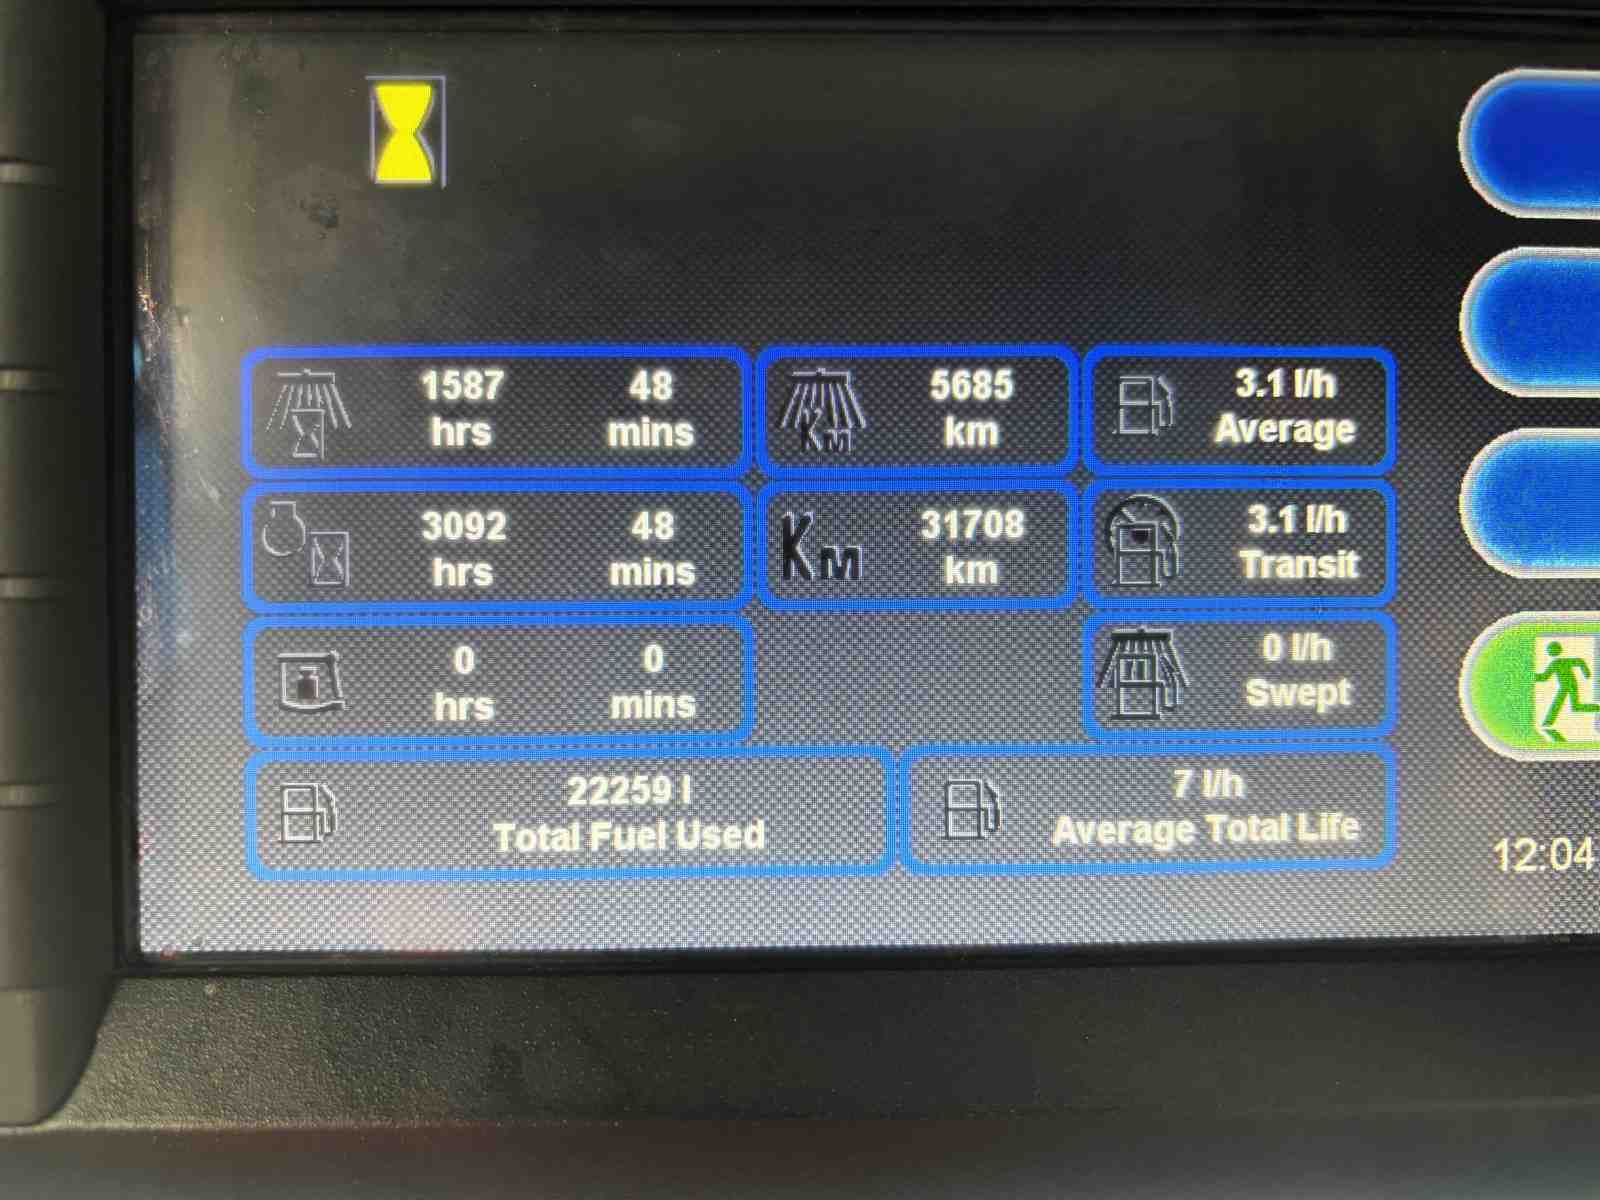 1587 48
hrs mins
5685
km
3.1 l/h
Average
3092 48
hrs mins
Km
31708
km
3.1 l/h
Transit
0 0
hrs mins
0 l/h
Swept
22259 l
Total Fuel Used
7 l/h
Average Total Life
12:04
Km